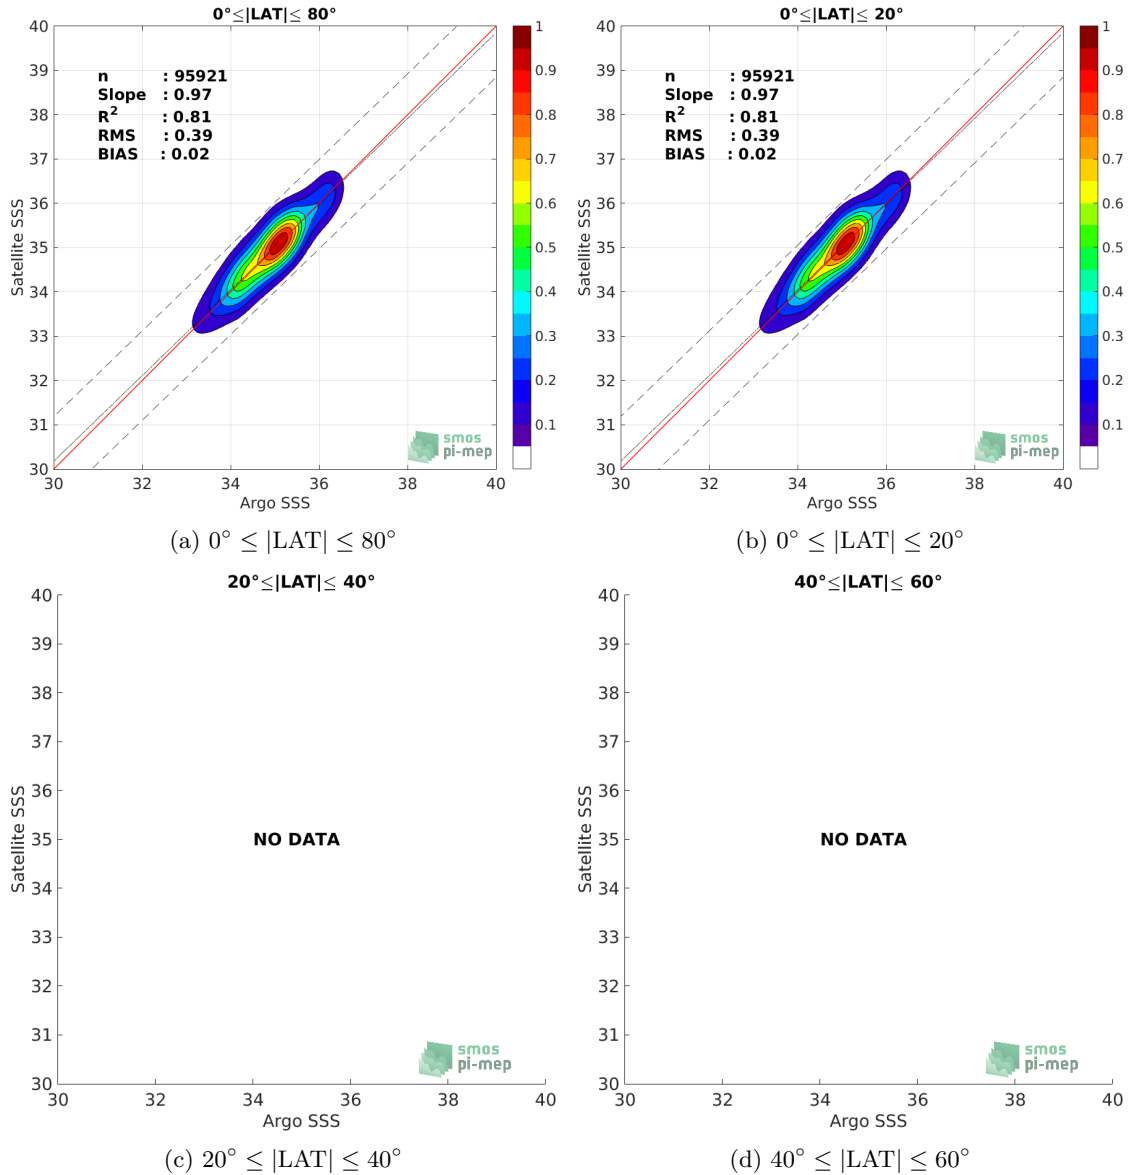 0°≤|LAT|≤ 80°
40
39
38
37
36
35
34
33
32
31
30
Satellite SSS
n : 95921
Slope : 0.97
R² : 0.81
RMS : 0.39
BIAS : 0.02
smos
pi-mep
30 32 34 36 38 40
Argo SSS
1
0.9
0.8
0.7
0.6
0.5
0.4
0.3
0.2
0.1
(a) 0° ≤ |LAT| ≤ 80°
0°≤|LAT|≤ 20°
40
39
38
37
36
35
34
33
32
31
30
Satellite SSS
n : 95921
Slope : 0.97
R² : 0.81
RMS : 0.39
BIAS : 0.02
smos
pi-mep
30 32 34 36 38 40
Argo SSS
1
0.9
0.8
0.7
0.6
0.5
0.4
0.3
0.2
0.1
(b) 0° ≤ |LAT| ≤ 20°
20°≤|LAT|≤ 40°
40
39
38
37
36
35
34
33
32
31
30
Satellite SSS
NO DATA
smos
pi-mep
30 32 34 36 38 40
Argo SSS
(c) 20° ≤ |LAT| ≤ 40°
40°≤|LAT|≤ 60°
40
39
38
37
36
35
34
33
32
31
30
Satellite SSS
NO DATA
smos
pi-mep
30 32 34 36 38 40
Argo SSS
(d) 40° ≤ |LAT| ≤ 60°